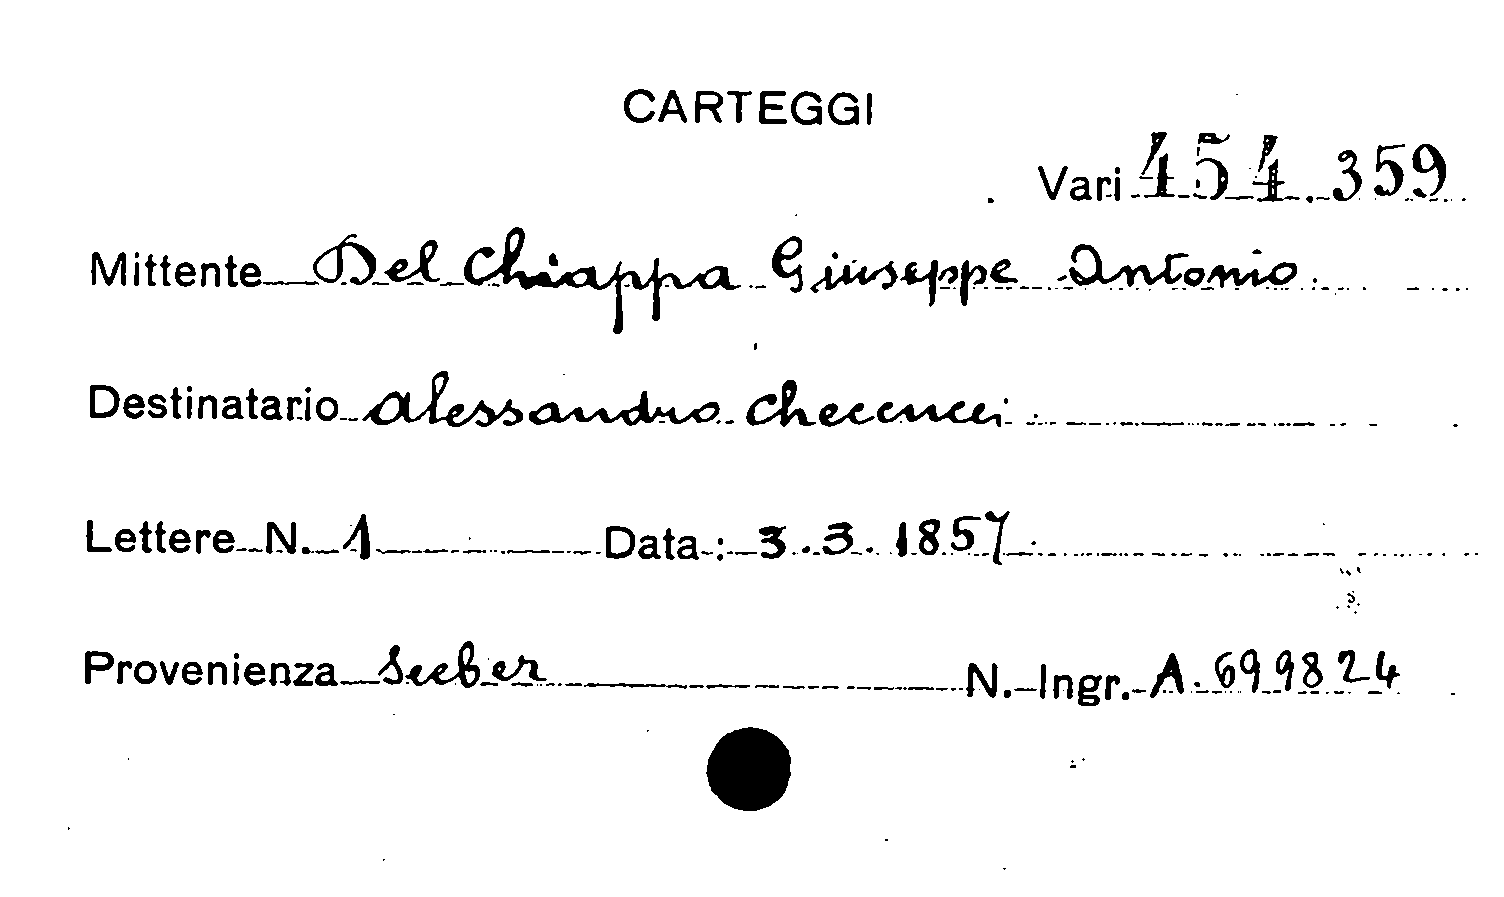 CARTEGGI
Vari 454.359
Mittente Del Chiappa Giuseppe Antonio
Destinatario Alessandro Checcucci
Lettere N. 1 Data: 3.3.1857
Provenienza Seeber N. Ingr. A. 699824